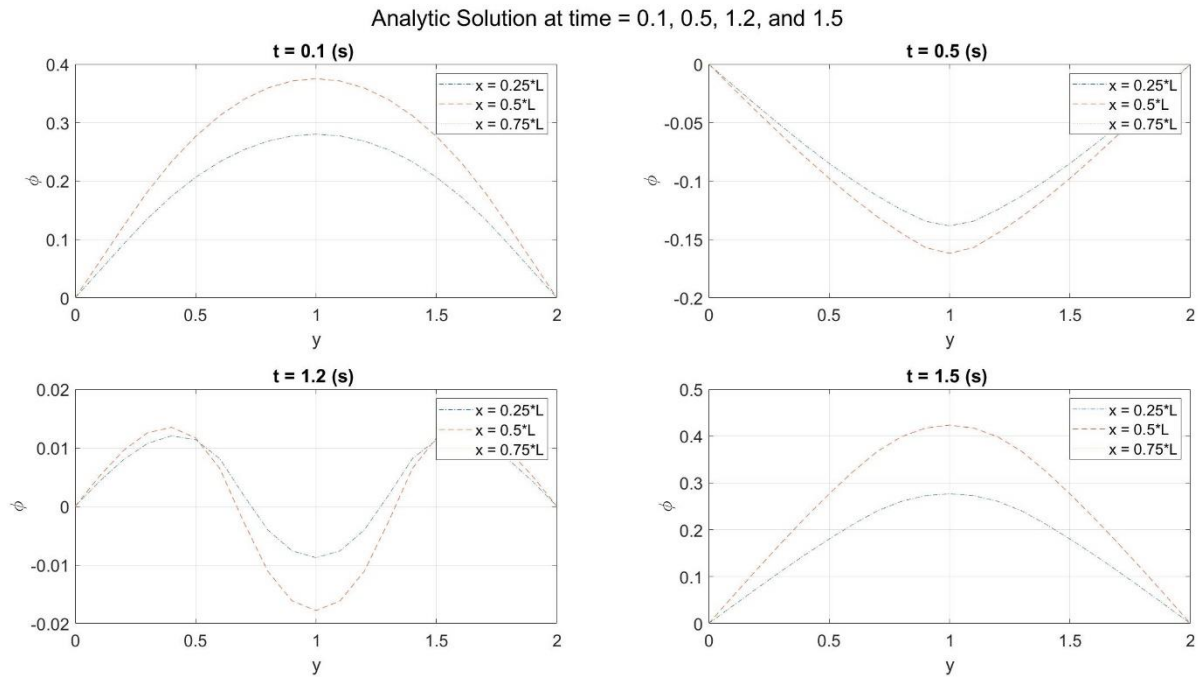 Analytic Solution at time = 0.1, 0.5, 1.2, and 1.5
t = 0.1 (s)
0.4
0.3
0.2
0.1
0
ϕ
0 0.5 1 1.5 2
y
x = 0.25*L
x = 0.5*L
x = 0.75*L
t = 0.5 (s)
0
-0.05
-0.1
-0.15
-0.2
ϕ
0 0.5 1 1.5 2
y
x = 0.25*L
x = 0.5*L
x = 0.75*L
t = 1.2 (s)
0.02
0.01
0
-0.01
-0.02
ϕ
0 0.5 1 1.5 2
y
x = 0.25*L
x = 0.5*L
x = 0.75*L
t = 1.5 (s)
0.5
0.4
0.3
0.2
0.1
0
ϕ
0 0.5 1 1.5 2
y
x = 0.25*L
x = 0.5*L
x = 0.75*L